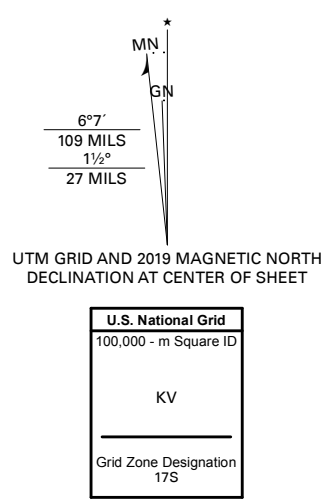 ★
MN
GN
6°7´
109 MILS
1½°
27 MILS
UTM GRID AND 2019 MAGNETIC NORTH
DECLINATION AT CENTER OF SHEET
U.S. National Grid
100,000 - m Square ID
KV
Grid Zone Designation
17S